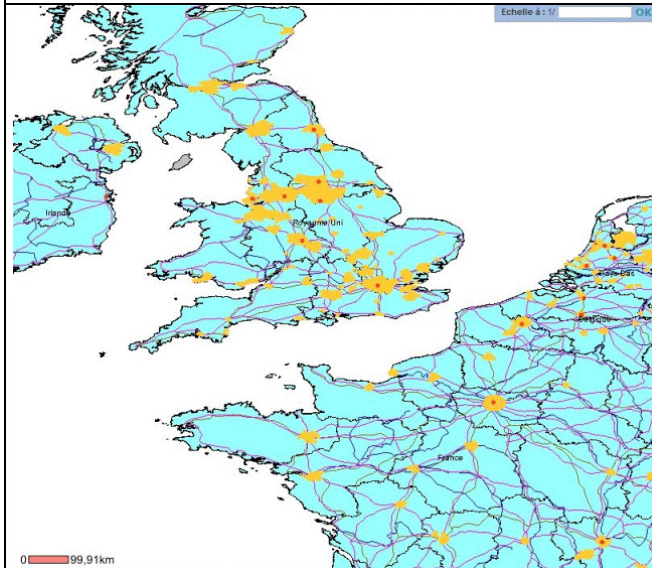 Echelle à : 1/ OK
Irlande
Royaume Uni
Pays Bas
Belgique
France
0 99,91km